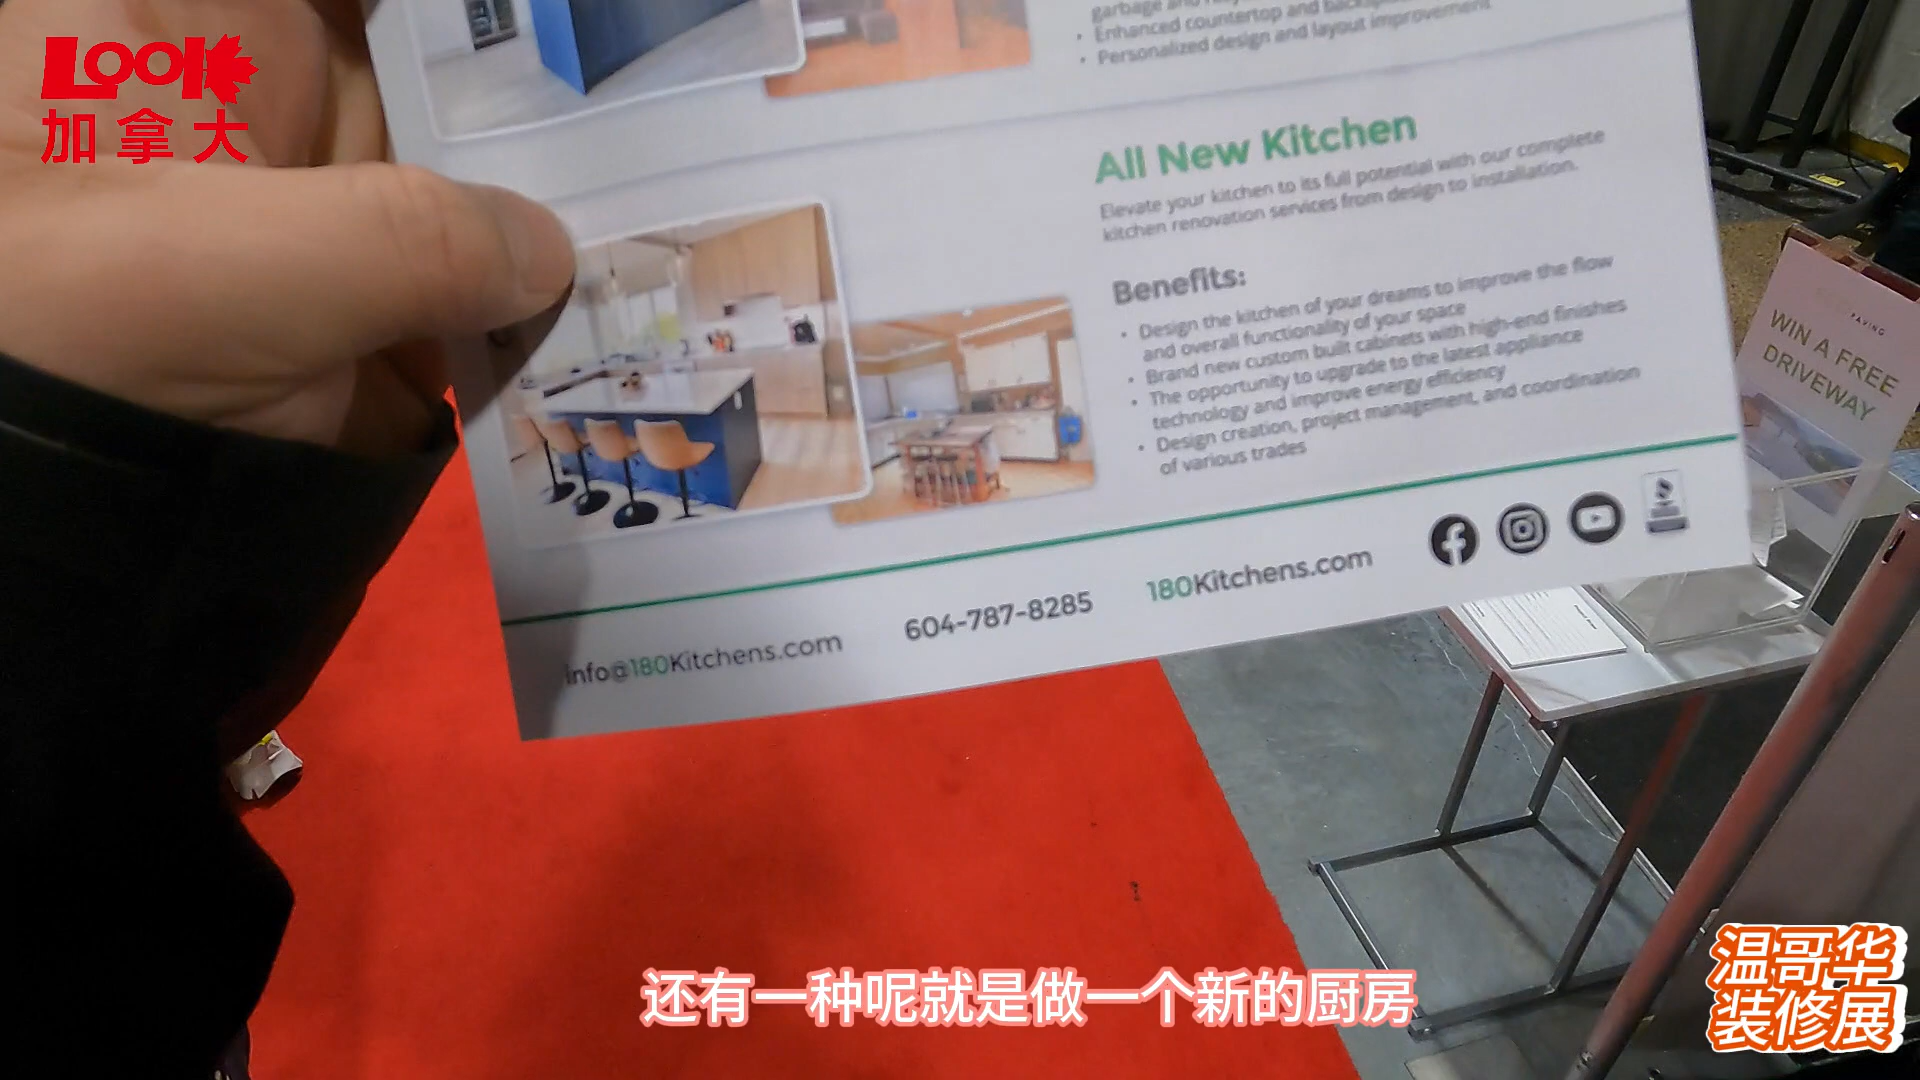 LOOK
加拿大
garbage and
• Enhanced countertop and
• Personalized design and layout improvement
All New Kitchen
Elevate your kitchen to its full potential with our complete
kitchen renovation services from design to installation.
Benefits:
• Design the kitchen of your dreams to improve the flow
and overall functionality of your space
• Brand new custom built cabinets with high-end finishes
• The opportunity to upgrade to the latest appliance
technology and improve energy efficiency
• Design creation, project management, and coordination
of various trades
info@180Kitchens.com
604-787-8285
180Kitchens.com
PAVING
WIN A FREE
DRIVEWAY
还有一种呢就是做一个新的厨房
温哥华
装修展